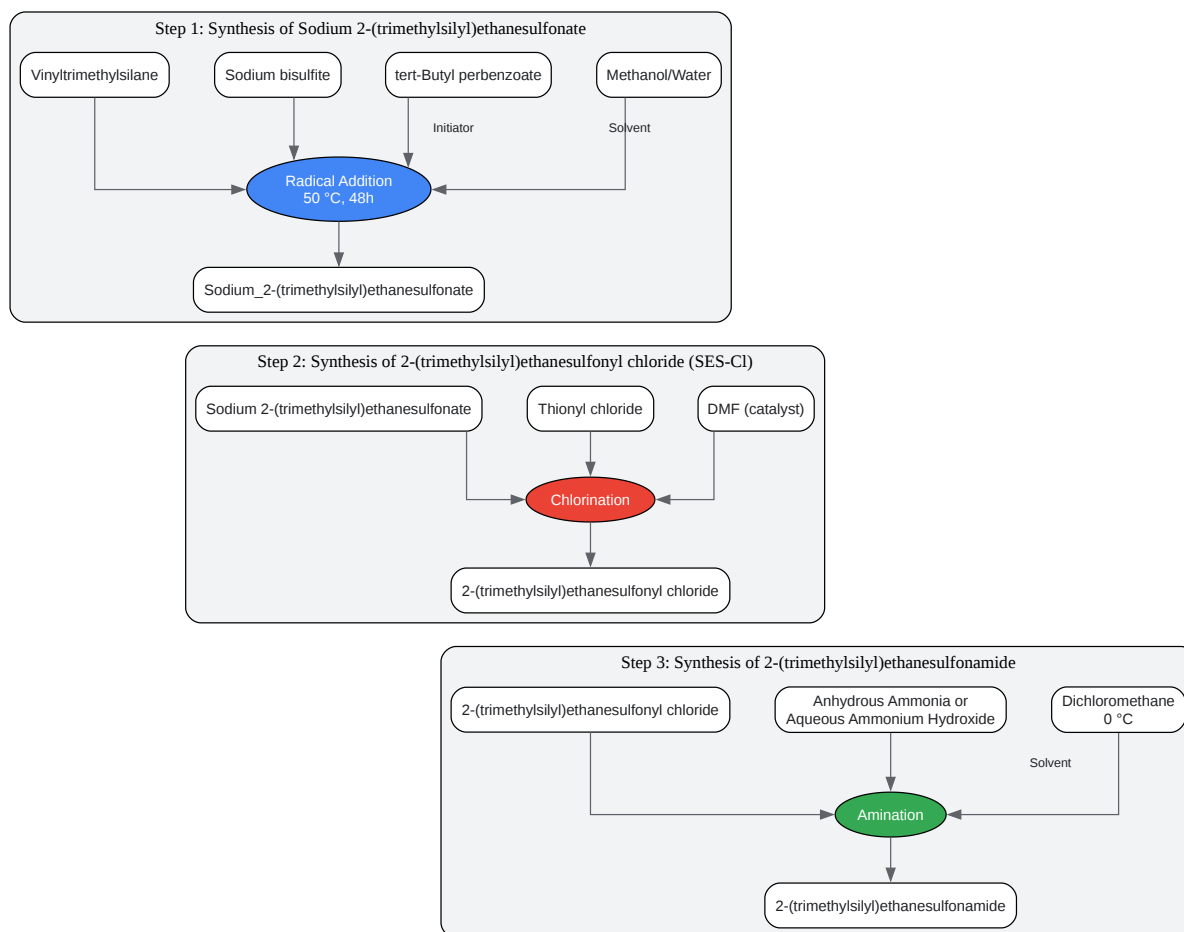 Step 1: Synthesis of Sodium 2-(trimethylsilyl)ethanesulfonate
Vinyltrimethylsilane
Sodium bisulfite
tert-Butyl perbenzoate
Methanol/Water
Initiator
Solvent
Radical Addition
50 °C, 48h
Sodium_2-(trimethylsilyl)ethanesulfonate
Step 2: Synthesis of 2-(trimethylsilyl)ethanesulfonyl chloride (SES-Cl)
Sodium 2-(trimethylsilyl)ethanesulfonate
Thionyl chloride
DMF (catalyst)
Chlorination
2-(trimethylsilyl)ethanesulfonyl chloride
Step 3: Synthesis of 2-(trimethylsilyl)ethanesulfonamide
2-(trimethylsilyl)ethanesulfonyl chloride
Anhydrous Ammonia or
Aqueous Ammonium Hydroxide
Dichloromethane
0 °C
Solvent
Amination
2-(trimethylsilyl)ethanesulfonamide